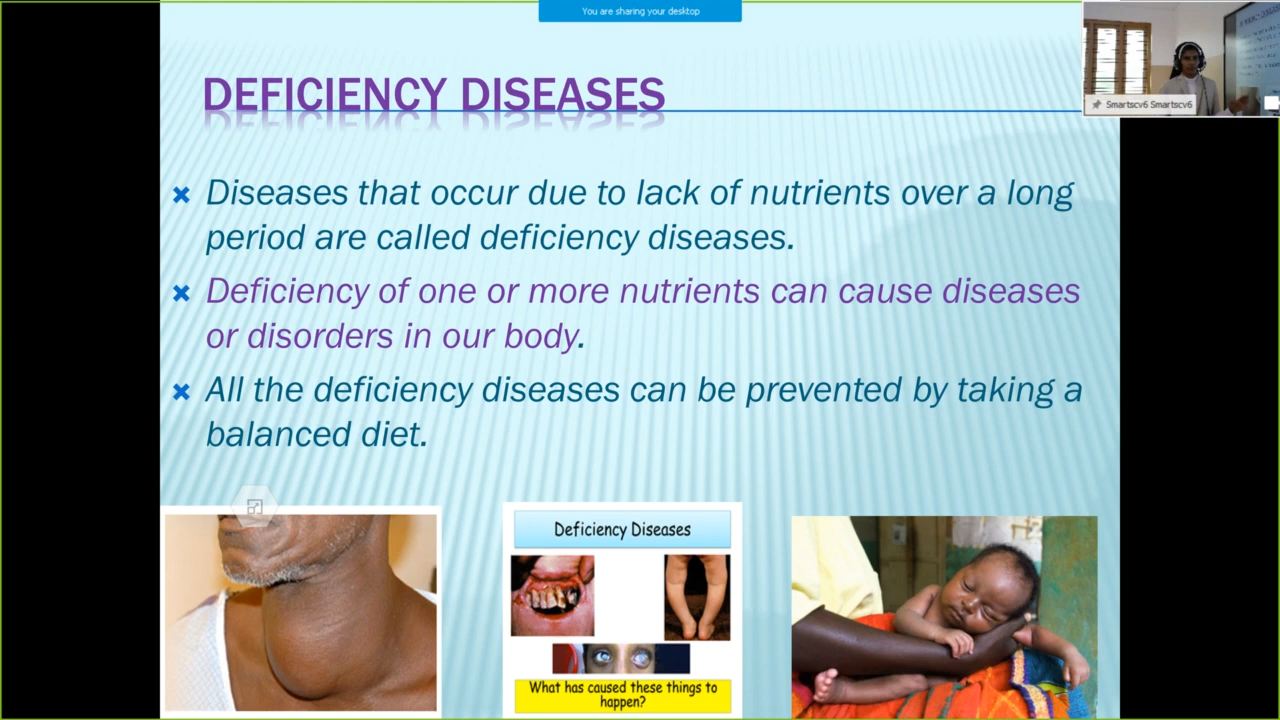 You are sharing your desktop
Smartscv6 Smartscv6
DEFICIENCY DISEASES
Diseases that occur due to lack of nutrients over a long
period are called deficiency diseases.
Deficiency of one or more nutrients can cause diseases
or disorders in our body.
All the deficiency diseases can be prevented by taking a
balanced diet.
Deficiency Diseases
What has caused these things to
happen?